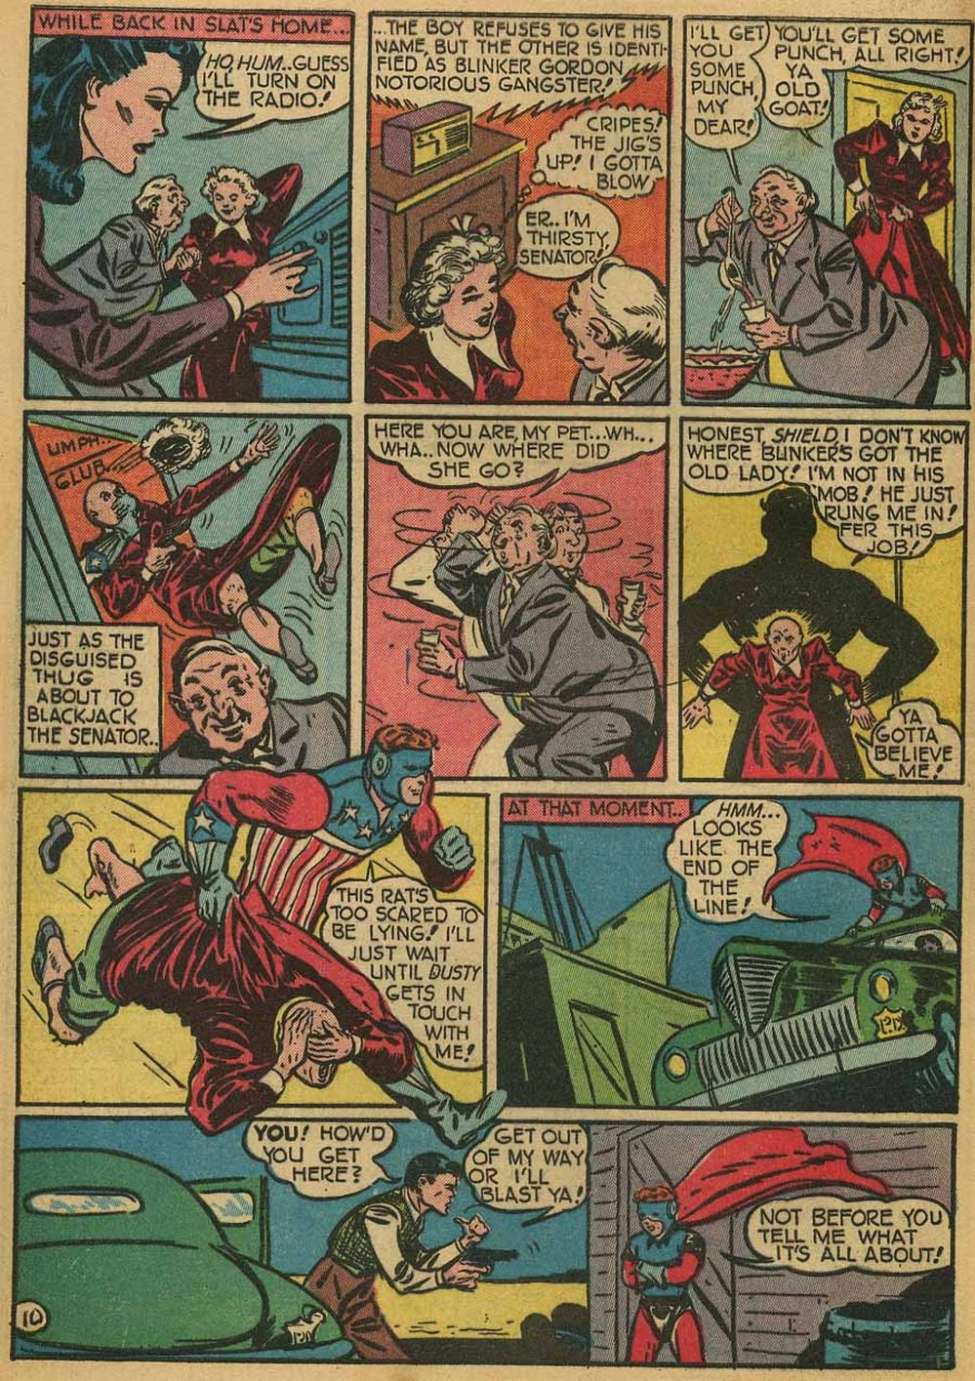 WHILE BACK IN SLAT'S HOME...
HO, HUM..GUESS
I'LL TURN ON
THE RADIO!
...THE BOY REFUSES TO GIVE HIS
NAME, BUT THE OTHER IS IDENTI-
FIED AS BLINKER GORDON
NOTORIOUS GANGSTER!
CRIPES!
THE JIG'S
UP! I GOTTA
BLOW
ER..I'M
THIRSTY,
SENATOR!
I'LL GET
YOU
SOME
PUNCH,
MY
DEAR!
YOU'LL GET SOME
PUNCH, ALL RIGHT!
YA
OLD
GOAT!
UMPH..
CLUB
JUST AS THE
DISGUISED
THUG IS
ABOUT TO
BLACKJACK
THE SENATOR..
HERE YOU ARE, MY PET...WH...
WHA..NOW WHERE DID
SHE GO?
HONEST, SHIELD, I DON'T KNOW
WHERE BLINKER'S GOT THE
OLD LADY! I'M NOT IN HIS
MOB! HE JUST
RUNG ME IN!
FER THIS
JOB!
YA
GOTTA
BELIEVE
ME!
THIS RAT'S
TOO SCARED TO
BE LYING! I'LL
JUST WAIT
UNTIL DUSTY
GETS IN
TOUCH
WITH
ME!
AT THAT MOMENT..
HMM...
LOOKS
LIKE THE
END OF
THE
LINE!
YOU! HOW'D
YOU GET
HERE?
GET OUT
OF MY WAY
OR I'LL
BLAST YA!
NOT BEFORE YOU
TELL ME WHAT
IT'S ALL ABOUT!
10